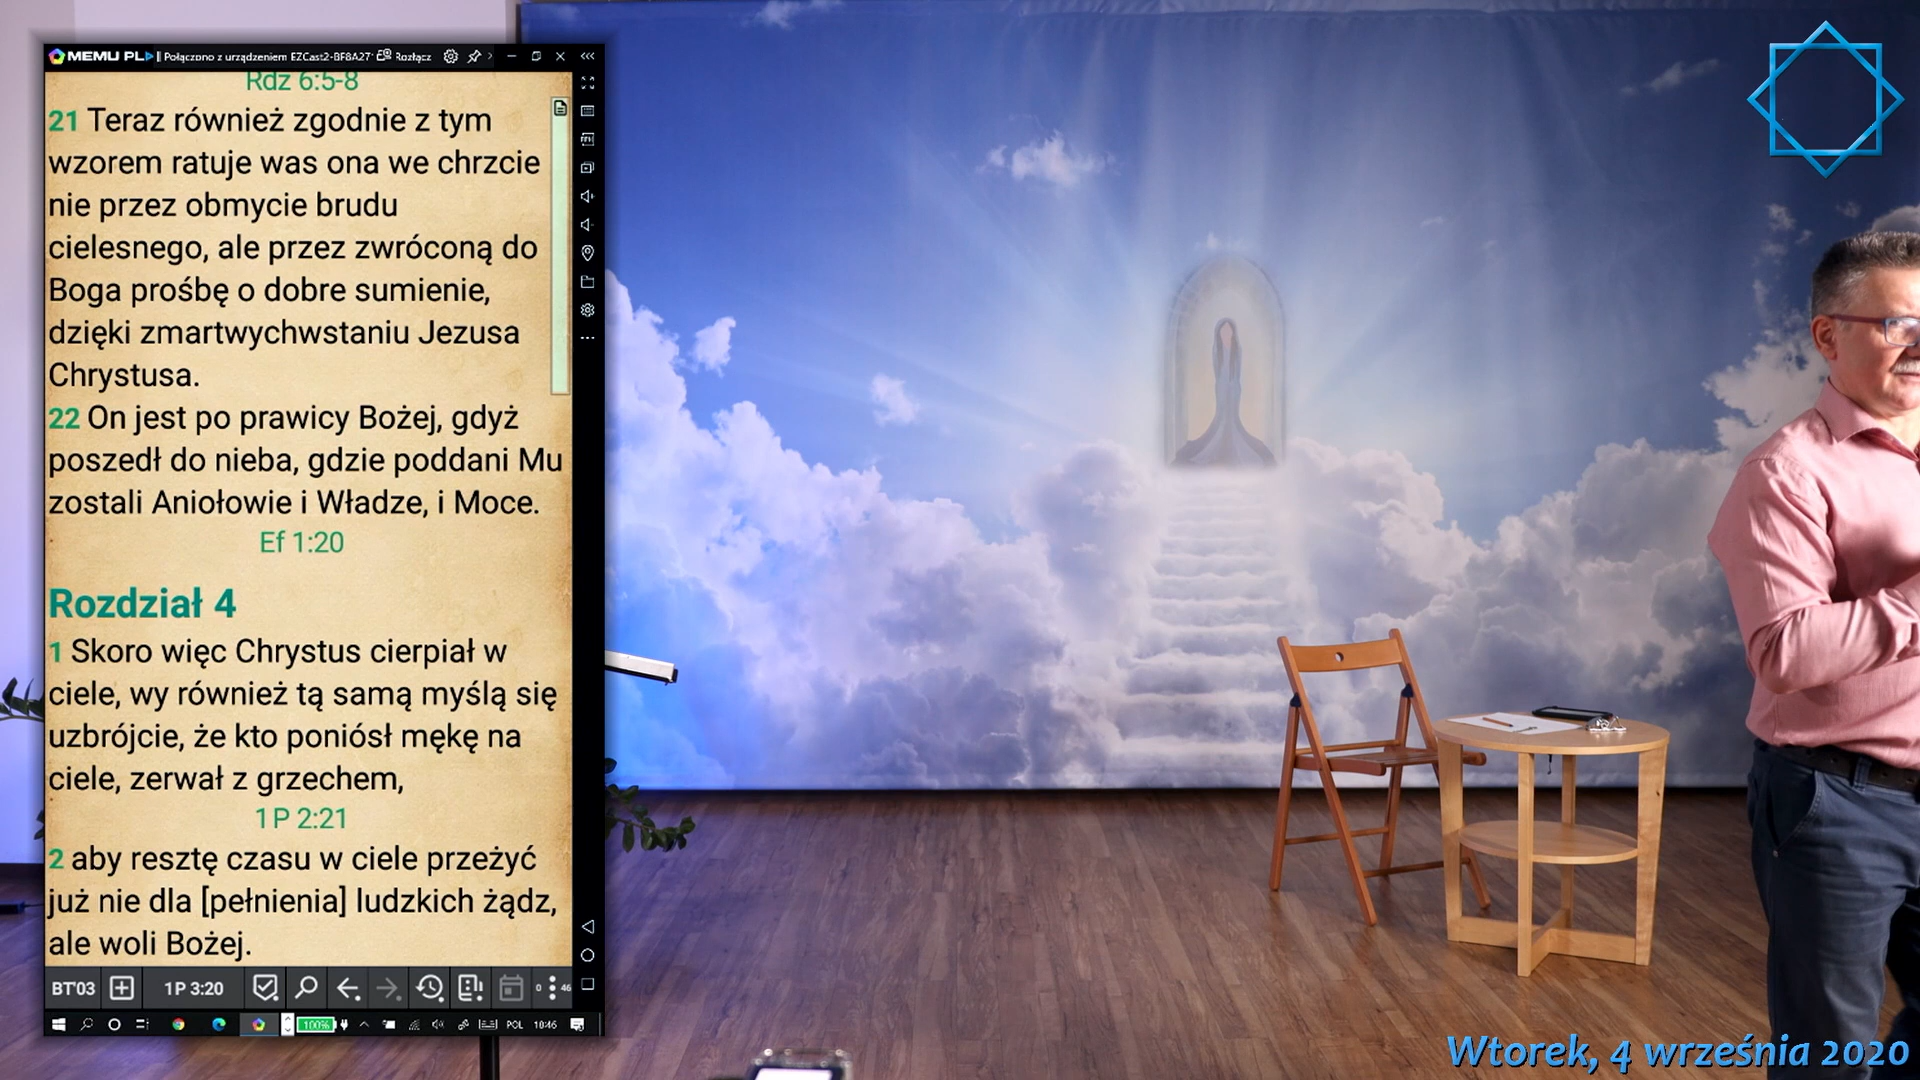 MEMU PL
Połączono z urządzeniem EZCast2-BF8A27
Rozłącz
Rdz 6:5-8
21 Teraz również zgodnie z tym
wzorem ratuje was ona we chrzcie
nie przez obmycie brudu
cielesnego, ale przez zwróconą do
Boga prośbę o dobre sumienie,
dzięki zmartwychwstaniu Jezusa
Chrystusa.
22 On jest po prawicy Bożej, gdyż
poszedł do nieba, gdzie poddani Mu
zostali Aniołowie i Władze, i Moce.
Ef 1:20
Rozdział 4
1 Skoro więc Chrystus cierpiał w
ciele, wy również tą samą myślą się
uzbrójcie, że kto poniósł mękę na
ciele, zerwał z grzechem,
1 P 2:21
2 aby resztę czasu w ciele przeżyć
już nie dla [pełnienia] ludzkich żądz,
ale woli Bożej.
BT'03 1P 3:20 0 46
100% POL 18:46
Wtorek, 4 września 2020